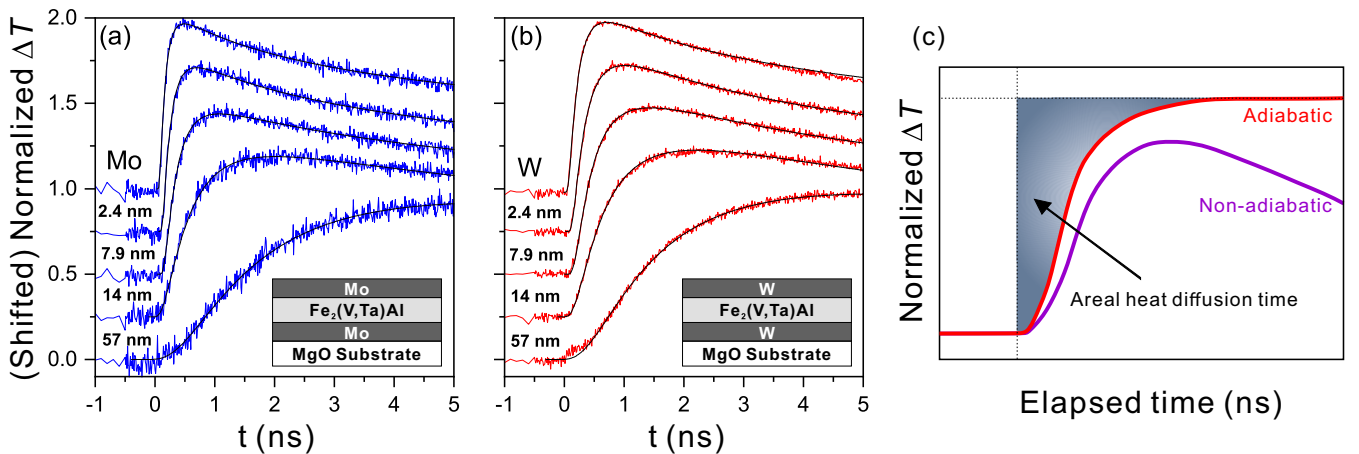 (Shifted) Normalized ΔT
2.0
1.5
1.0
0.5
0.0
(a)
Mo
2.4 nm
7.9 nm
14 nm
57 nm
Mo
Fe₂(V,Ta)Al
Mo
MgO Substrate
-1 0 1 2 3 4 5
t (ns)
(b)
W
2.4 nm
7.9 nm
14 nm
57 nm
W
Fe₂(V,Ta)Al
W
MgO Substrate
-1 0 1 2 3 4 5
t (ns)
(c)
Normalized ΔT
Adiabatic
Non-adiabatic
Areal heat diffusion time
Elapsed time (ns)